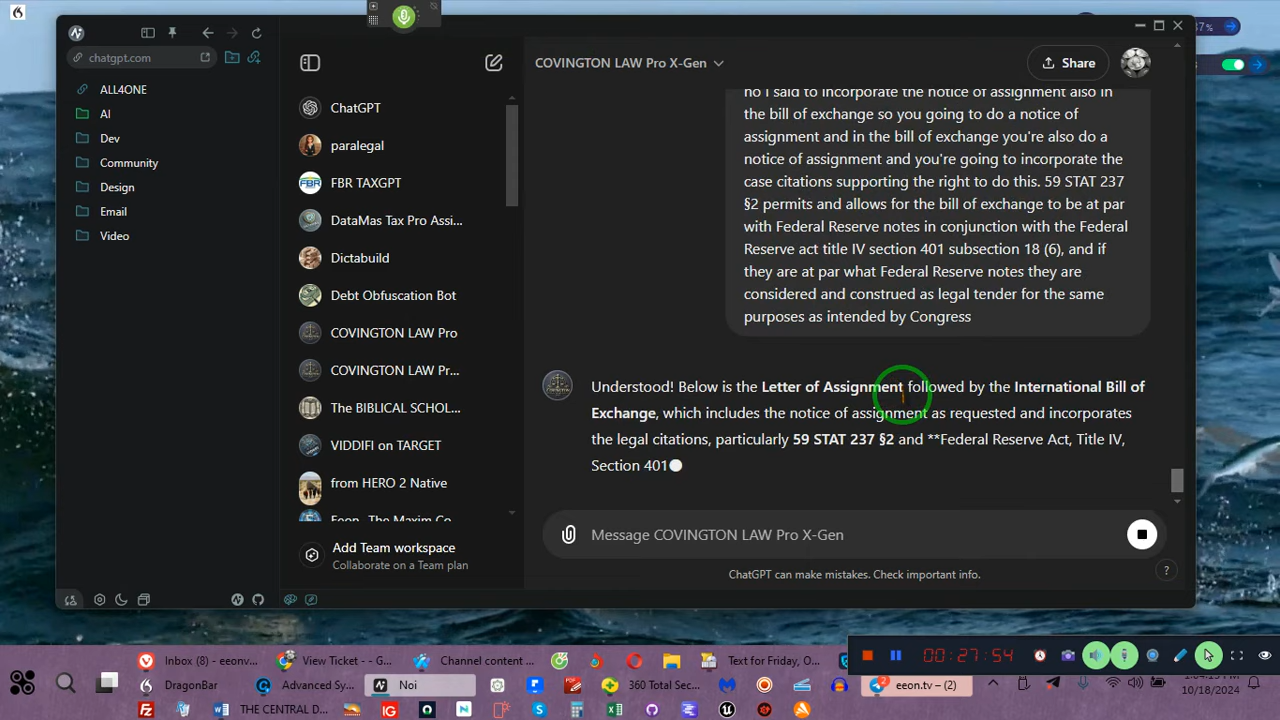 chatgpt.com
ALL4ONE
AI
Dev
Community
Design
Email
Video
ChatGPT
paralegal
FBR TAXGPT
DataMas Tax Pro Assi...
Dictabuild
Debt Obfuscation Bot
COVINGTON LAW Pro
COVINGTON LAW Pr...
The BIBLICAL SCHOL...
VIDDIFI on TARGET
from HERO 2 Native
Eeon - The Maxim Co
Add Team workspace
Collaborate on a Team plan
COVINGTON LAW Pro X-Gen
Share
no I said to incorporate the notice of assignment also in
the bill of exchange so you going to do a notice of
assignment and in the bill of exchange you're also do a
notice of assignment and you're going to incorporate the
case citations supporting the right to do this. 59 STAT 237
§2 permits and allows for the bill of exchange to be at par
with Federal Reserve notes in conjunction with the Federal
Reserve act title IV section 401 subsection 18 (6), and if
they are at par what Federal Reserve notes they are
considered and construed as legal tender for the same
purposes as intended by Congress
Understood! Below is the Letter of Assignment followed by the International Bill of
Exchange, which includes the notice of assignment as requested and incorporates
the legal citations, particularly 59 STAT 237 §2 and **Federal Reserve Act, Title IV,
Section 401
Message COVINGTON LAW Pro X-Gen
ChatGPT can make mistakes. Check important info.
?
7%
00:27:54
Inbox (8) - eeonv...
View Ticket - - G...
Channel content ...
Text for Friday, O...
DragonBar
Advanced Sy...
Noi
360 Total Sec...
eeon.tv – (2)
THE CENTRAL D...
10/18/2024